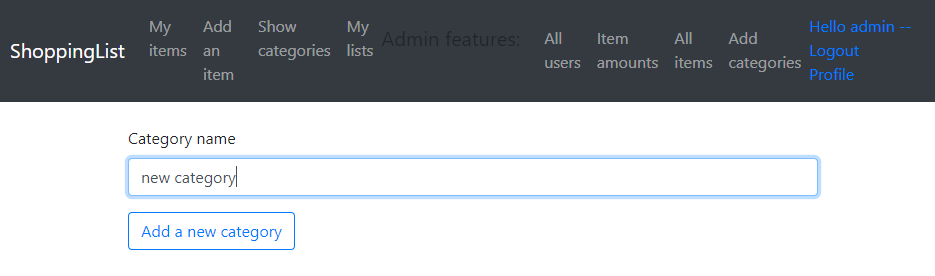 ShoppingList
My items
Add an item
Show categories
My lists
Admin features:
All users
Item amounts
All items
Add categories
Hello admin --
Logout
Profile
Category name
new category
Add a new category